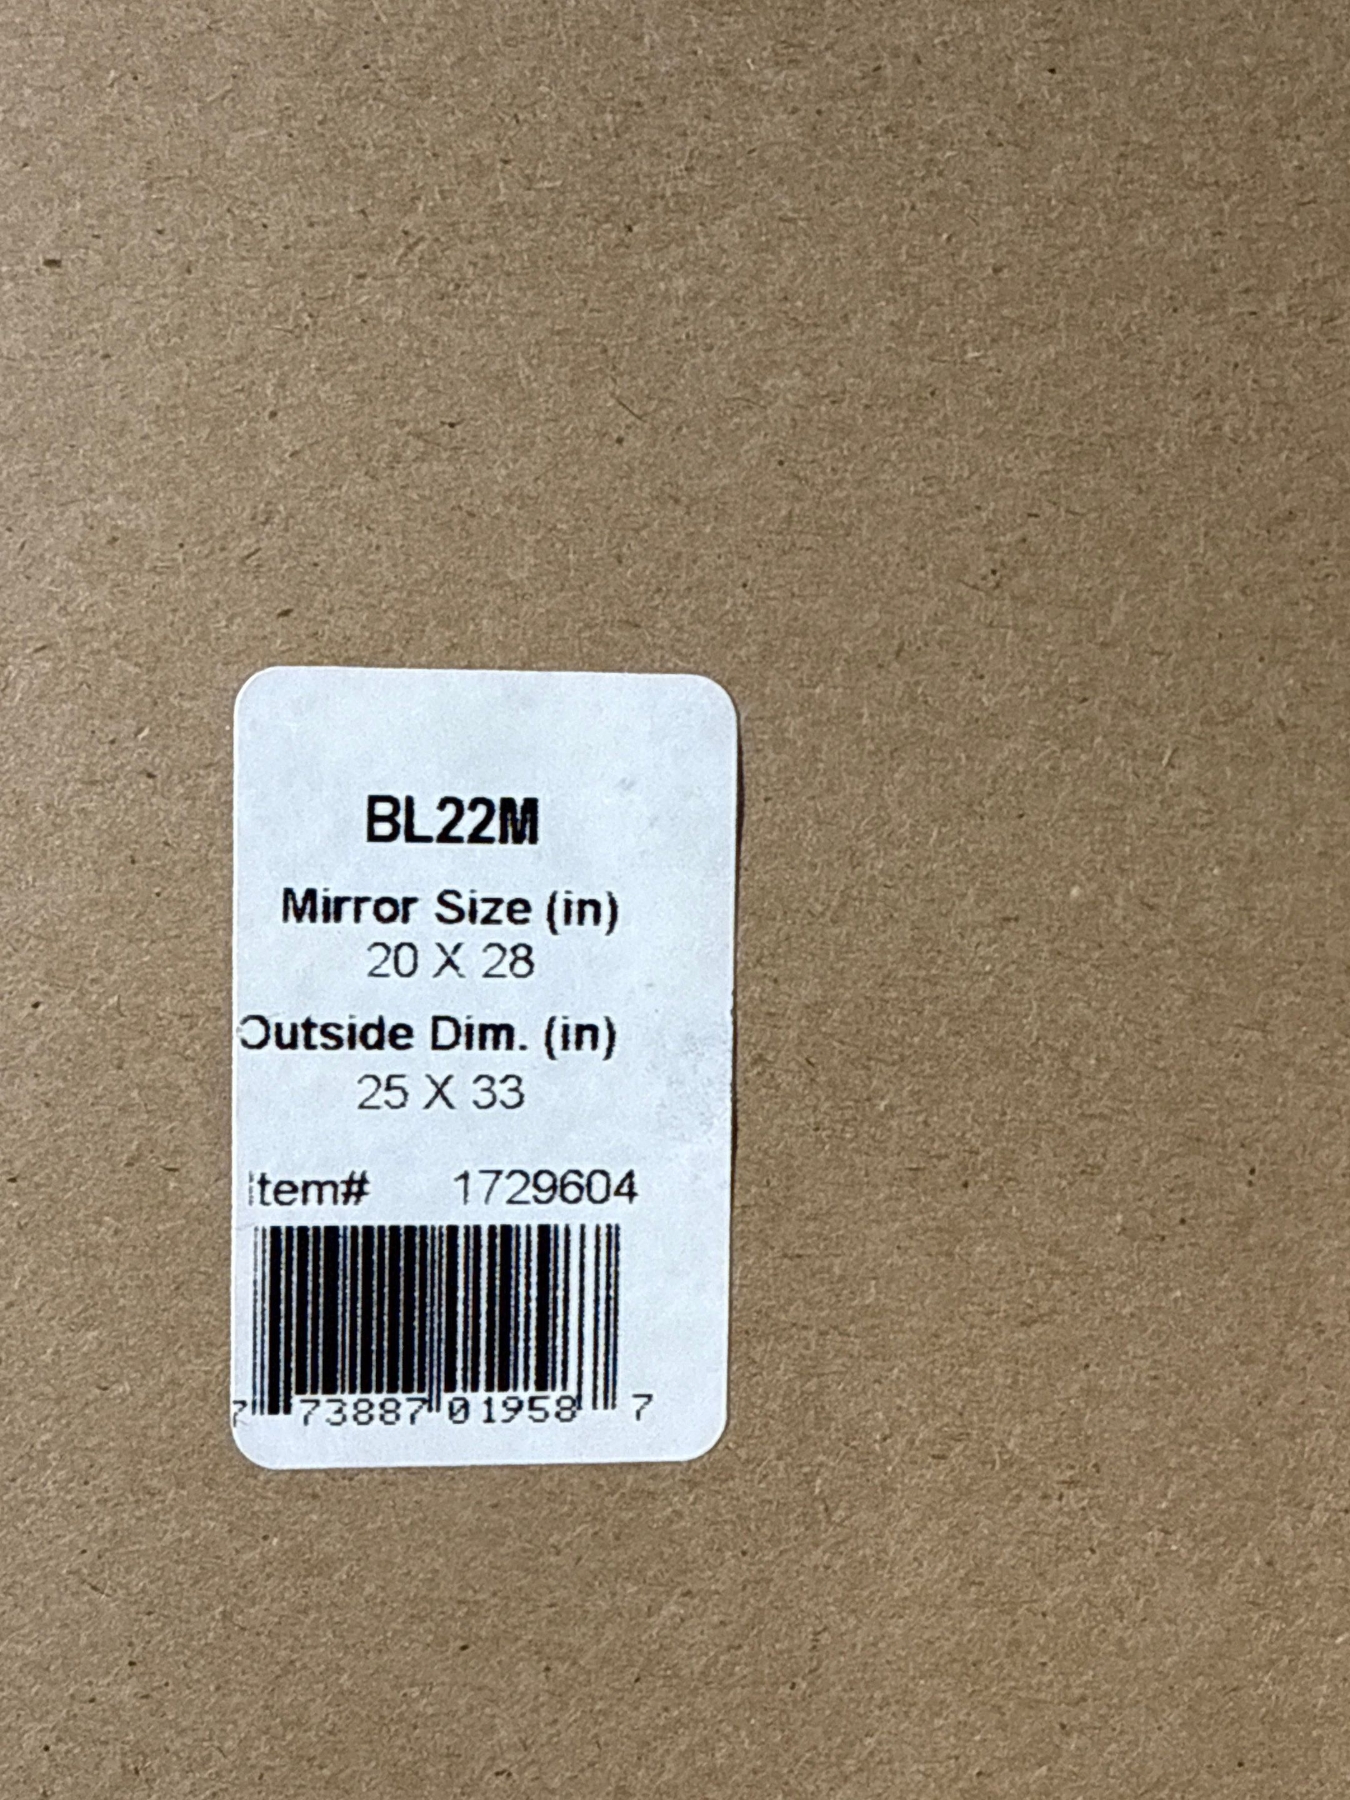 BL22M
Mirror Size (in)
20 X 28
Outside Dim. (in)
25 X 33
Item# 1729604
7 73887 01958 7